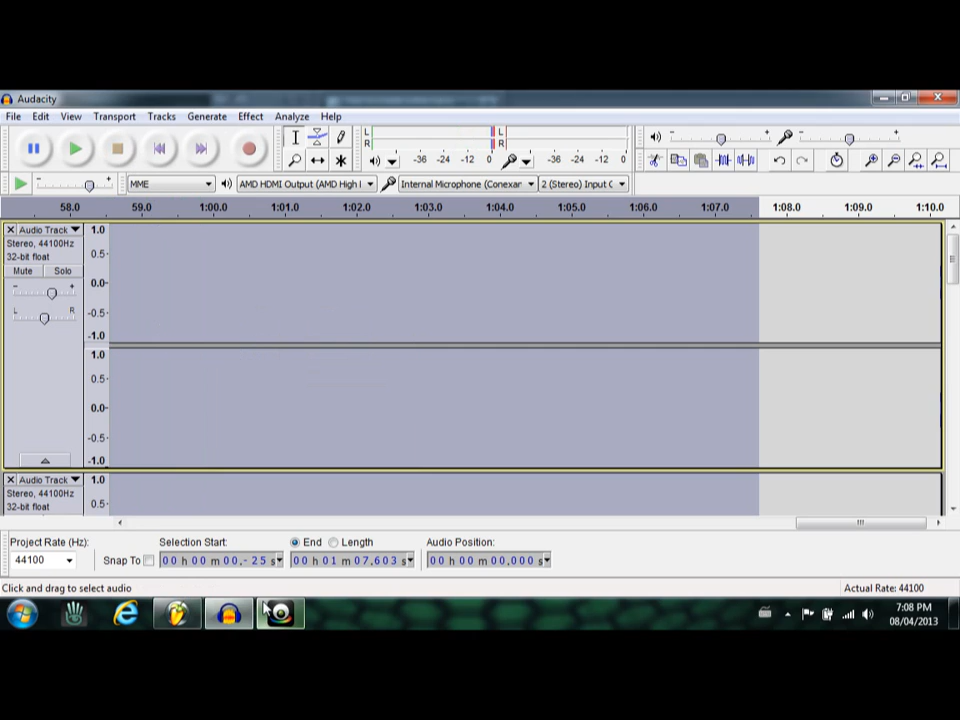 Audacity
File Edit View Transport Tracks Generate Effect Analyze Help
L R -36 -24 -12 0 L R -36 -24 -12 0
MME AMD HDMI Output (AMD High I Internal Microphone (Conexar 2 (Stereo) Input C
58.0 59.0 1:00.0 1:01.0 1:02.0 1:03.0 1:04.0 1:05.0 1:06.0 1:07.0 1:08.0 1:09.0 1:10.0
Audio Track 1.0
Stereo, 44100Hz
32-bit float 0.5
Mute Solo
0.0
L R -0.5
-1.0
1.0
0.5
0.0
-0.5
-1.0
Audio Track 1.0
Stereo, 44100Hz
32-bit float 0.5
Project Rate (Hz): Selection Start: End Length Audio Position:
44100 Snap To 00 h 00 m 00,-25 s 00 h 01 m 07,603 s 00 h 00 m 00,000 s
Click and drag to select audio Actual Rate: 44100
7:08 PM
08/04/2013